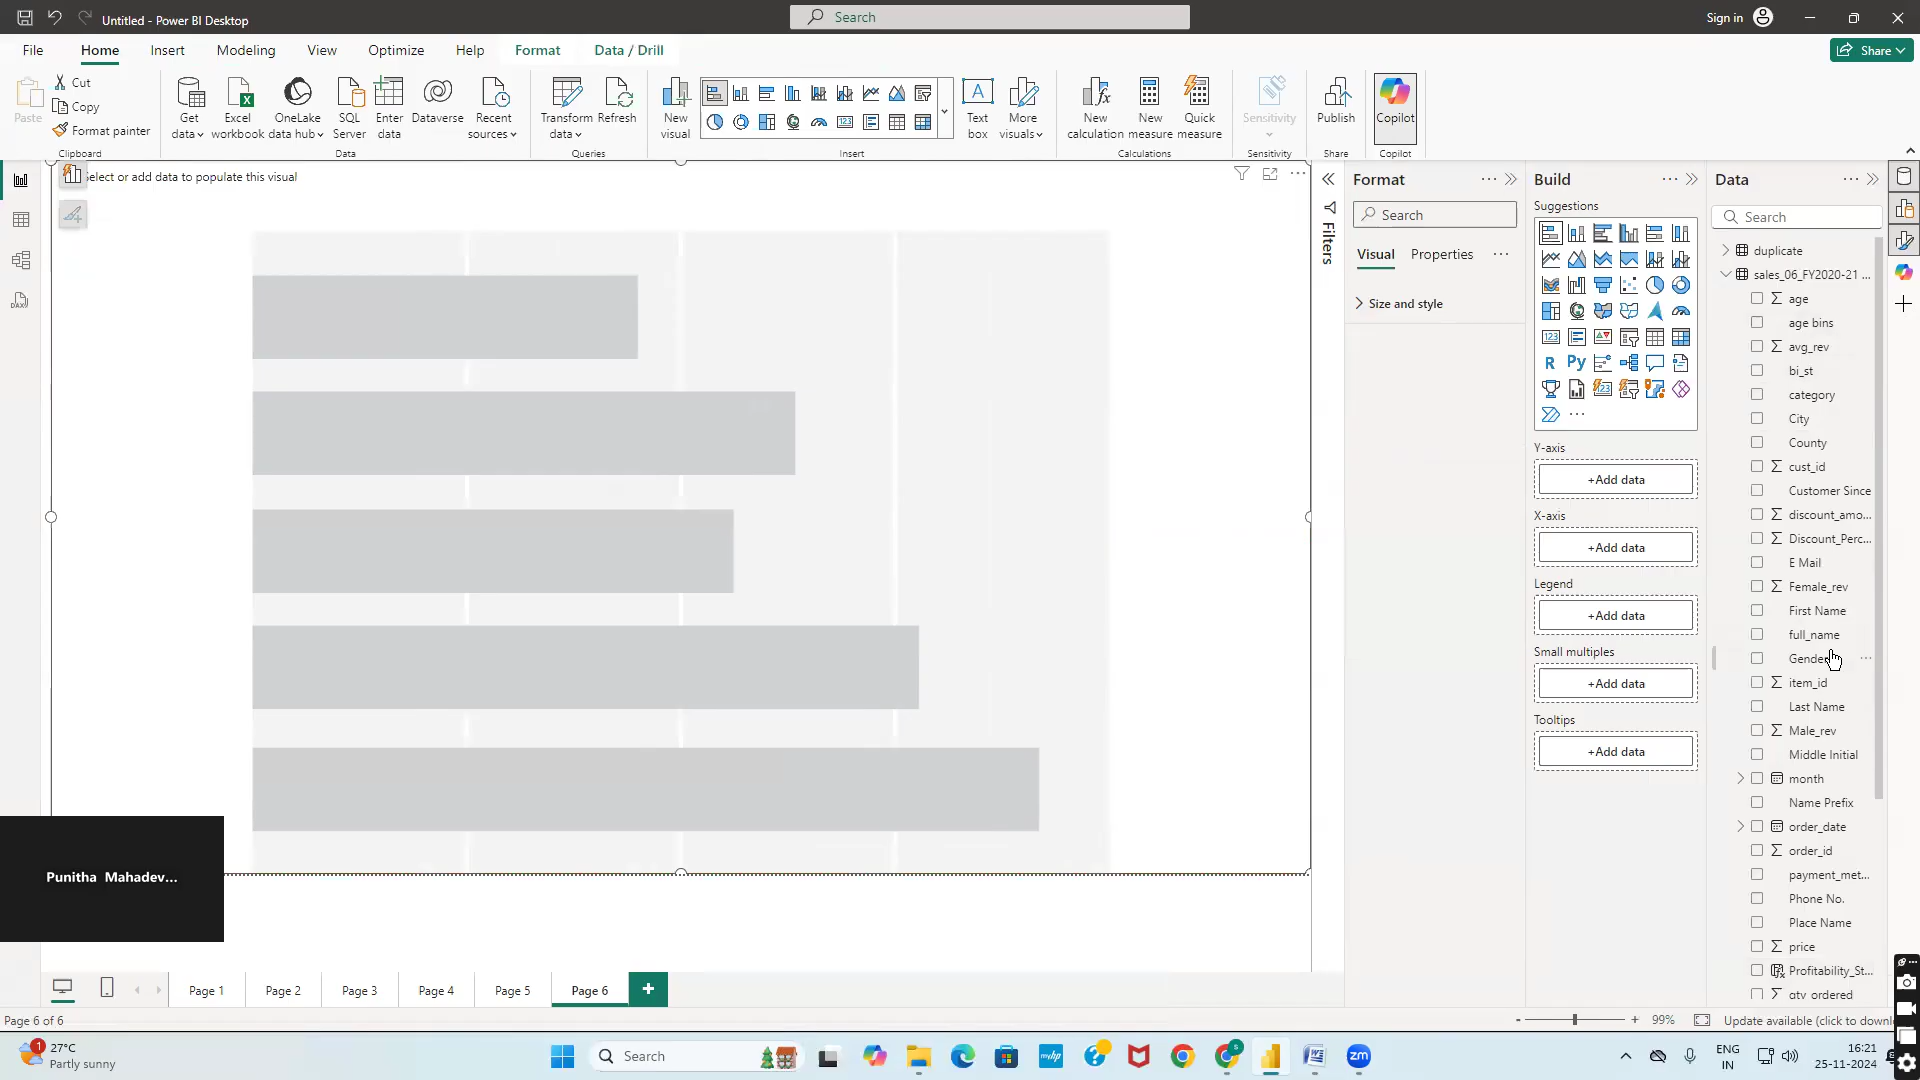 Untitled - Power BI Desktop
Search
Sign in
File
Home
Insert
Modeling
View
Optimize
Help
Format
Data / Drill
Share
Paste
Cut
Copy
Format painter
Clipboard
Get data
Excel workbook
OneLake data hub
SQL Server
Enter data
Dataverse
Recent sources
Data
Transform data
Refresh
Queries
New visual
Insert
Text box
More visuals
New calculation
New measure
Quick measure
Calculations
Sensitivity
Sensitivity
Publish
Share
Copilot
Copilot
Select or add data to populate this visual
Filters
Format
Search
Visual
Properties
Size and style
Build
Suggestions
R
Py
Y-axis
+Add data
X-axis
+Add data
Legend
+Add data
Small multiples
+Add data
Tooltips
+Add data
Data
Search
duplicate
sales_06_FY2020-21 ...
age
age bins
avg_rev
bi_st
category
City
County
cust_id
Customer Since
discount_amo...
Discount_Perc...
E Mail
Female_rev
First Name
full_name
Gender
item_id
Last Name
Male_rev
Middle Initial
month
Name Prefix
order_date
order_id
payment_met...
Phone No.
Place Name
price
Profitability_St...
qty_ordered
Punitha Mahadev...
Page 1
Page 2
Page 3
Page 4
Page 5
Page 6
Page 6 of 6
99%
Update available (click to downl
1
27°C
Partly sunny
Search
ENG
IN
16:21
25-11-2024